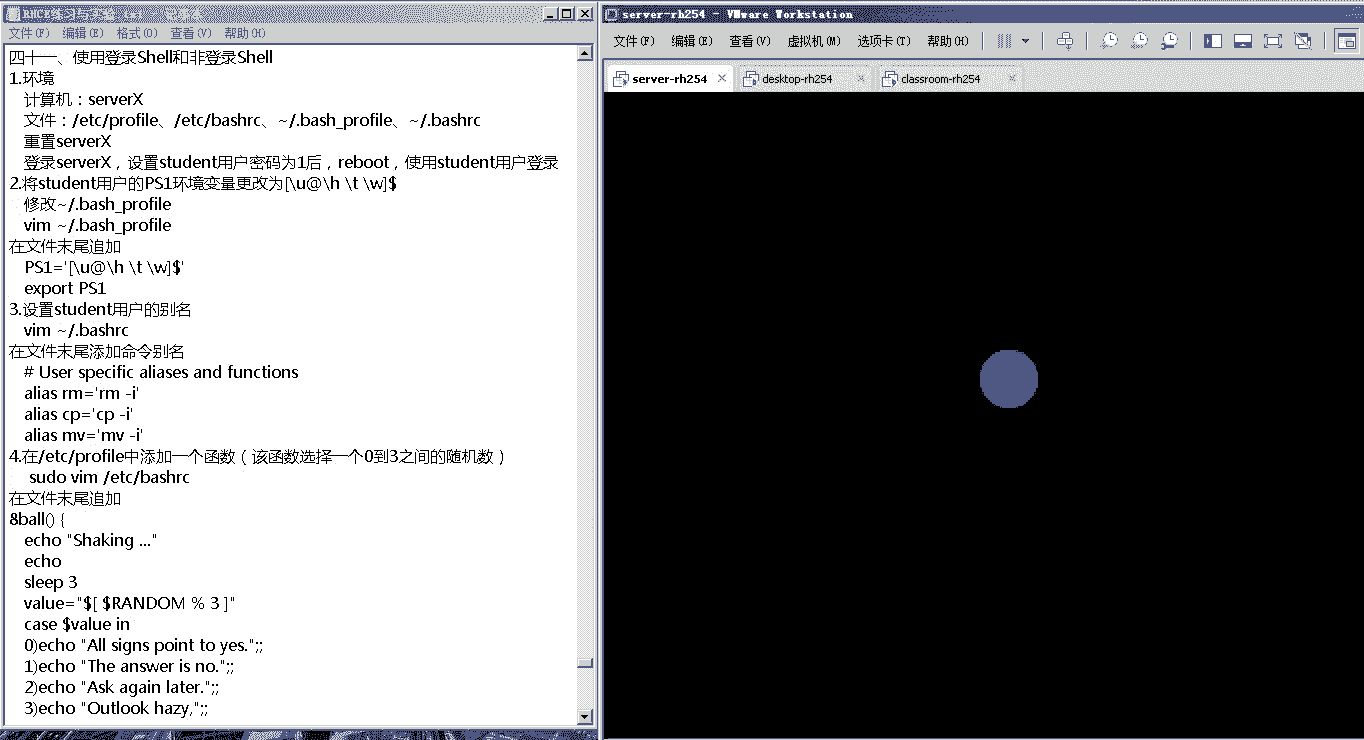 RHCE练习与实验.txt - 记事本
文件(F) 编辑(E) 格式(O) 查看(V) 帮助(H)
四十一、使用登录Shell和非登录Shell
1.环境
计算机：serverX
文件：/etc/profile、/etc/bashrc、~/.bash_profile、~/.bashrc
重置serverX
登录serverX，设置student用户密码为1后，reboot，使用student用户登录
2.将student用户的PS1环境变量更改为[\u@\h \t \w]$
修改~/.bash_profile
vim ~/.bash_profile
在文件末尾追加
PS1='[\u@\h \t \w]$'
export PS1
3.设置student用户的别名
vim ~/.bashrc
在文件末尾添加命令别名
# User specific aliases and functions
alias rm='rm -i'
alias cp='cp -i'
alias mv='mv -i'
4.在/etc/profile中添加一个函数（该函数选择一个0到3之间的随机数）
sudo vim /etc/bashrc
在文件末尾追加
8ball() {
echo "Shaking ..."
echo
sleep 3
value="$[ $RANDOM % 3 ]"
case $value in
0)echo "All signs point to yes.";;
1)echo "The answer is no.";;
2)echo "Ask again later.";;
3)echo "Outlook hazy,";;
server-rh254 - VMware Workstation
文件(F) 编辑(E) 查看(V) 虚拟机(M) 选项卡(T) 帮助(H)
server-rh254 desktop-rh254 classroom-rh254